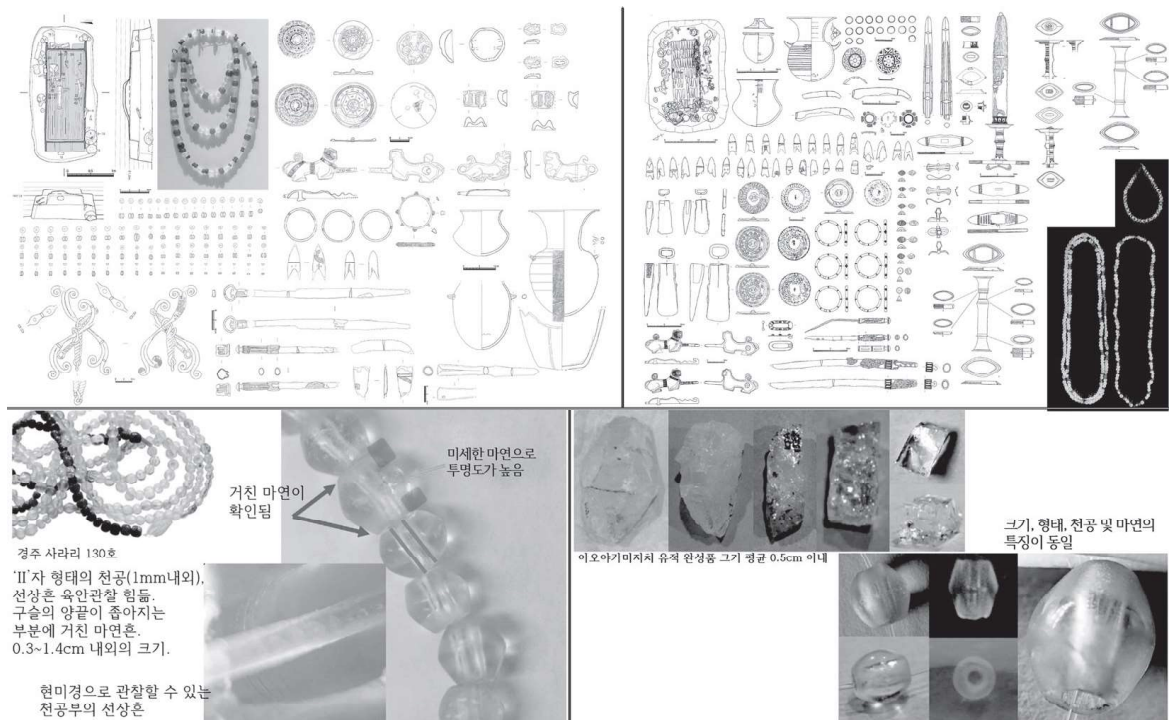 미세한 마연으로
투명도가 높음
거친 마연이
확인됨
경주 사라리 130호
'II'자 형태의 천공(1mm내외),
선상흔 육안관찰 힘듦.
구슬의 양끝이 좁아지는
부분에 거친 마연흔.
0.3~1.4cm 내외의 크기.
현미경으로 관찰할 수 있는
천공부의 선상흔
이오아기미지치 유적 완성품 크기 평균 0.5cm 이내
크기, 형태, 천공 및 마연의
특징이 동일